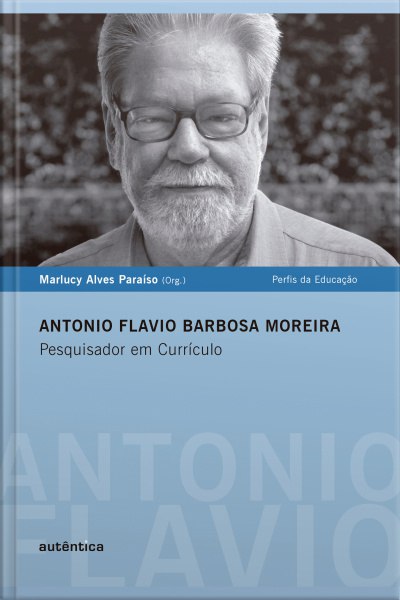 Marlucy Alves Paraíso (Org.) Perfis da Educação
ANTONIO FLAVIO BARBOSA MOREIRA
Pesquisador em Currículo
ANTONIO
FLAVIO
autêntica